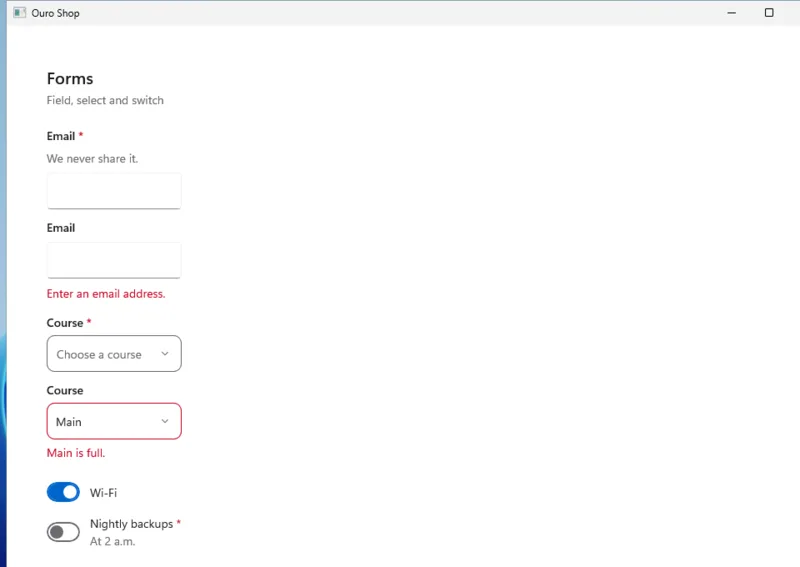 Ouro Shop
Forms
Field, select and switch
Email *
We never share it.
Email
Enter an email address.
Course *
Choose a course
Course
Main
Main is full.
Wi-Fi
Nightly backups *
At 2 a.m.